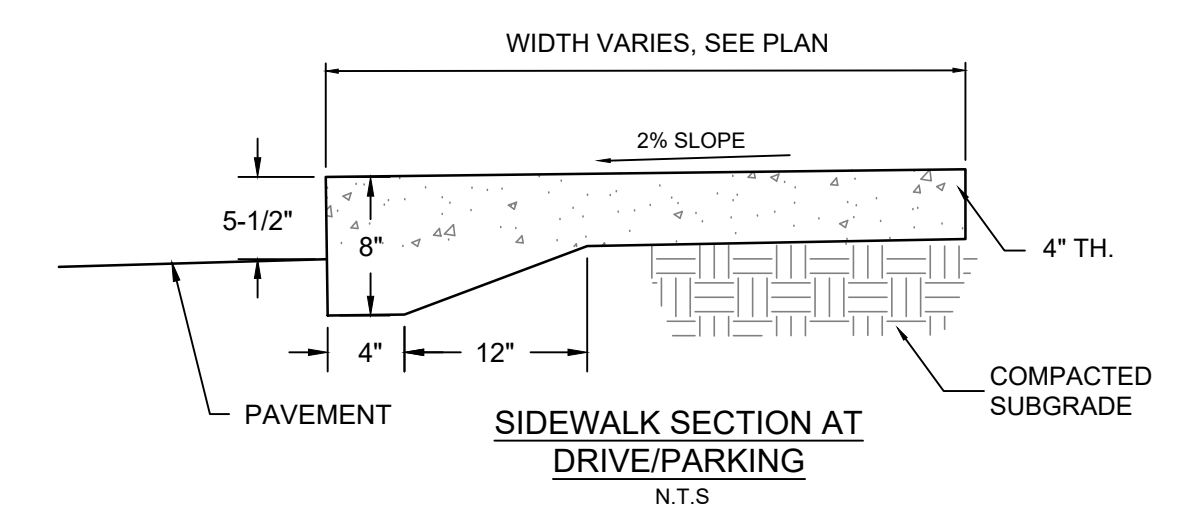 WIDTH VARIES, SEE PLAN
2% SLOPE
5-1/2"
8"
4" TH.
4"
12"
PAVEMENT
COMPACTED
SUBGRADE
SIDEWALK SECTION AT
DRIVE/PARKING
N.T.S